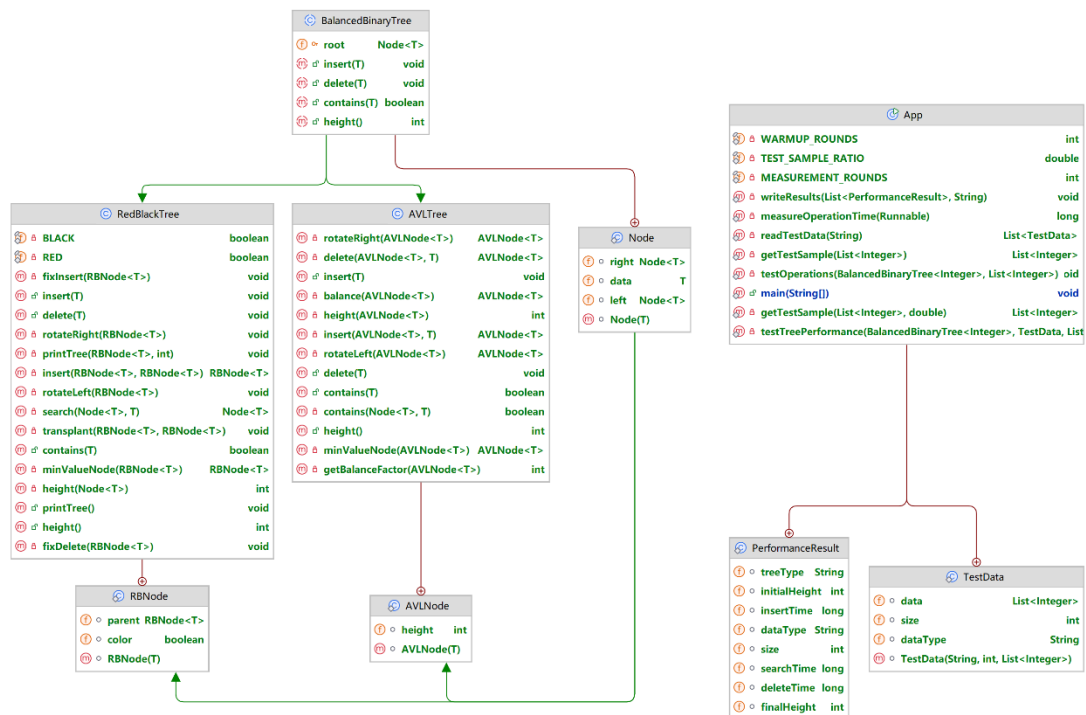 BalancedBinaryTree
root Node<T>
insert(T) void
delete(T) void
contains(T) boolean
height() int
RedBlackTree
BLACK boolean
RED boolean
fixInsert(RBNode<T>) void
insert(T) void
delete(T) void
rotateRight(RBNode<T>) void
printTree(RBNode<T>, int) void
insert(RBNode<T>, RBNode<T>) RBNode<T>
rotateLeft(RBNode<T>) void
search(Node<T>, T) Node<T>
transplant(RBNode<T>, RBNode<T>) void
contains(T) boolean
minValueNode(RBNode<T>) RBNode<T>
height(Node<T>) int
printTree() void
height() int
fixDelete(RBNode<T>) void
AVLTree
rotateRight(AVLNode<T>) AVLNode<T>
delete(AVLNode<T>, T) AVLNode<T>
insert(T) void
balance(AVLNode<T>) AVLNode<T>
height(AVLNode<T>) int
insert(AVLNode<T>, T) AVLNode<T>
rotateLeft(AVLNode<T>) AVLNode<T>
delete(T) void
contains(T) boolean
contains(Node<T>, T) boolean
height() int
minValueNode(AVLNode<T>) AVLNode<T>
getBalanceFactor(AVLNode<T>) int
Node
right Node<T>
data T
left Node<T>
Node(T)
App
WARMUP_ROUNDS int
TEST_SAMPLE_RATIO double
MEASUREMENT_ROUNDS int
writeResults(List<PerformanceResult>, String) void
measureOperationTime(Runnable) long
readTestData(String) List<TestData>
getTestSample(List<Integer>) List<Integer>
testOperations(BalancedBinaryTree<Integer>, List<Integer>) oid
main(String[]) void
getTestSample(List<Integer>, double) List<Integer>
testTreePerformance(BalancedBinaryTree<Integer>, TestData, List
RBNode
parent RBNode<T>
color boolean
RBNode(T)
AVLNode
height int
AVLNode(T)
PerformanceResult
treeType String
initialHeight int
insertTime long
dataType String
size int
searchTime long
deleteTime long
finalHeight int
TestData
data List<Integer>
size int
dataType String
TestData(String, int, List<Integer>)